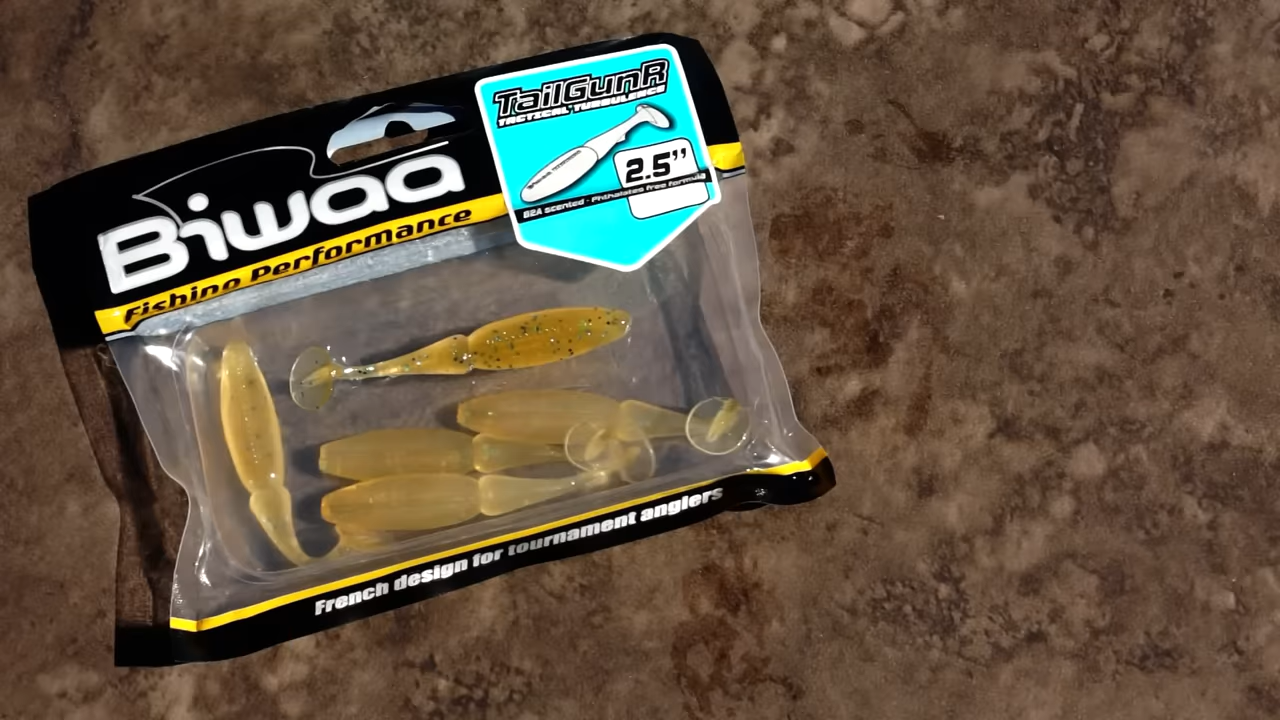 Biwaa
Fishing Performance
TailGunR
TACTICAL TURBULENCE
2.5”
B2A scented - Phthalates free formula
French design for tournament anglers